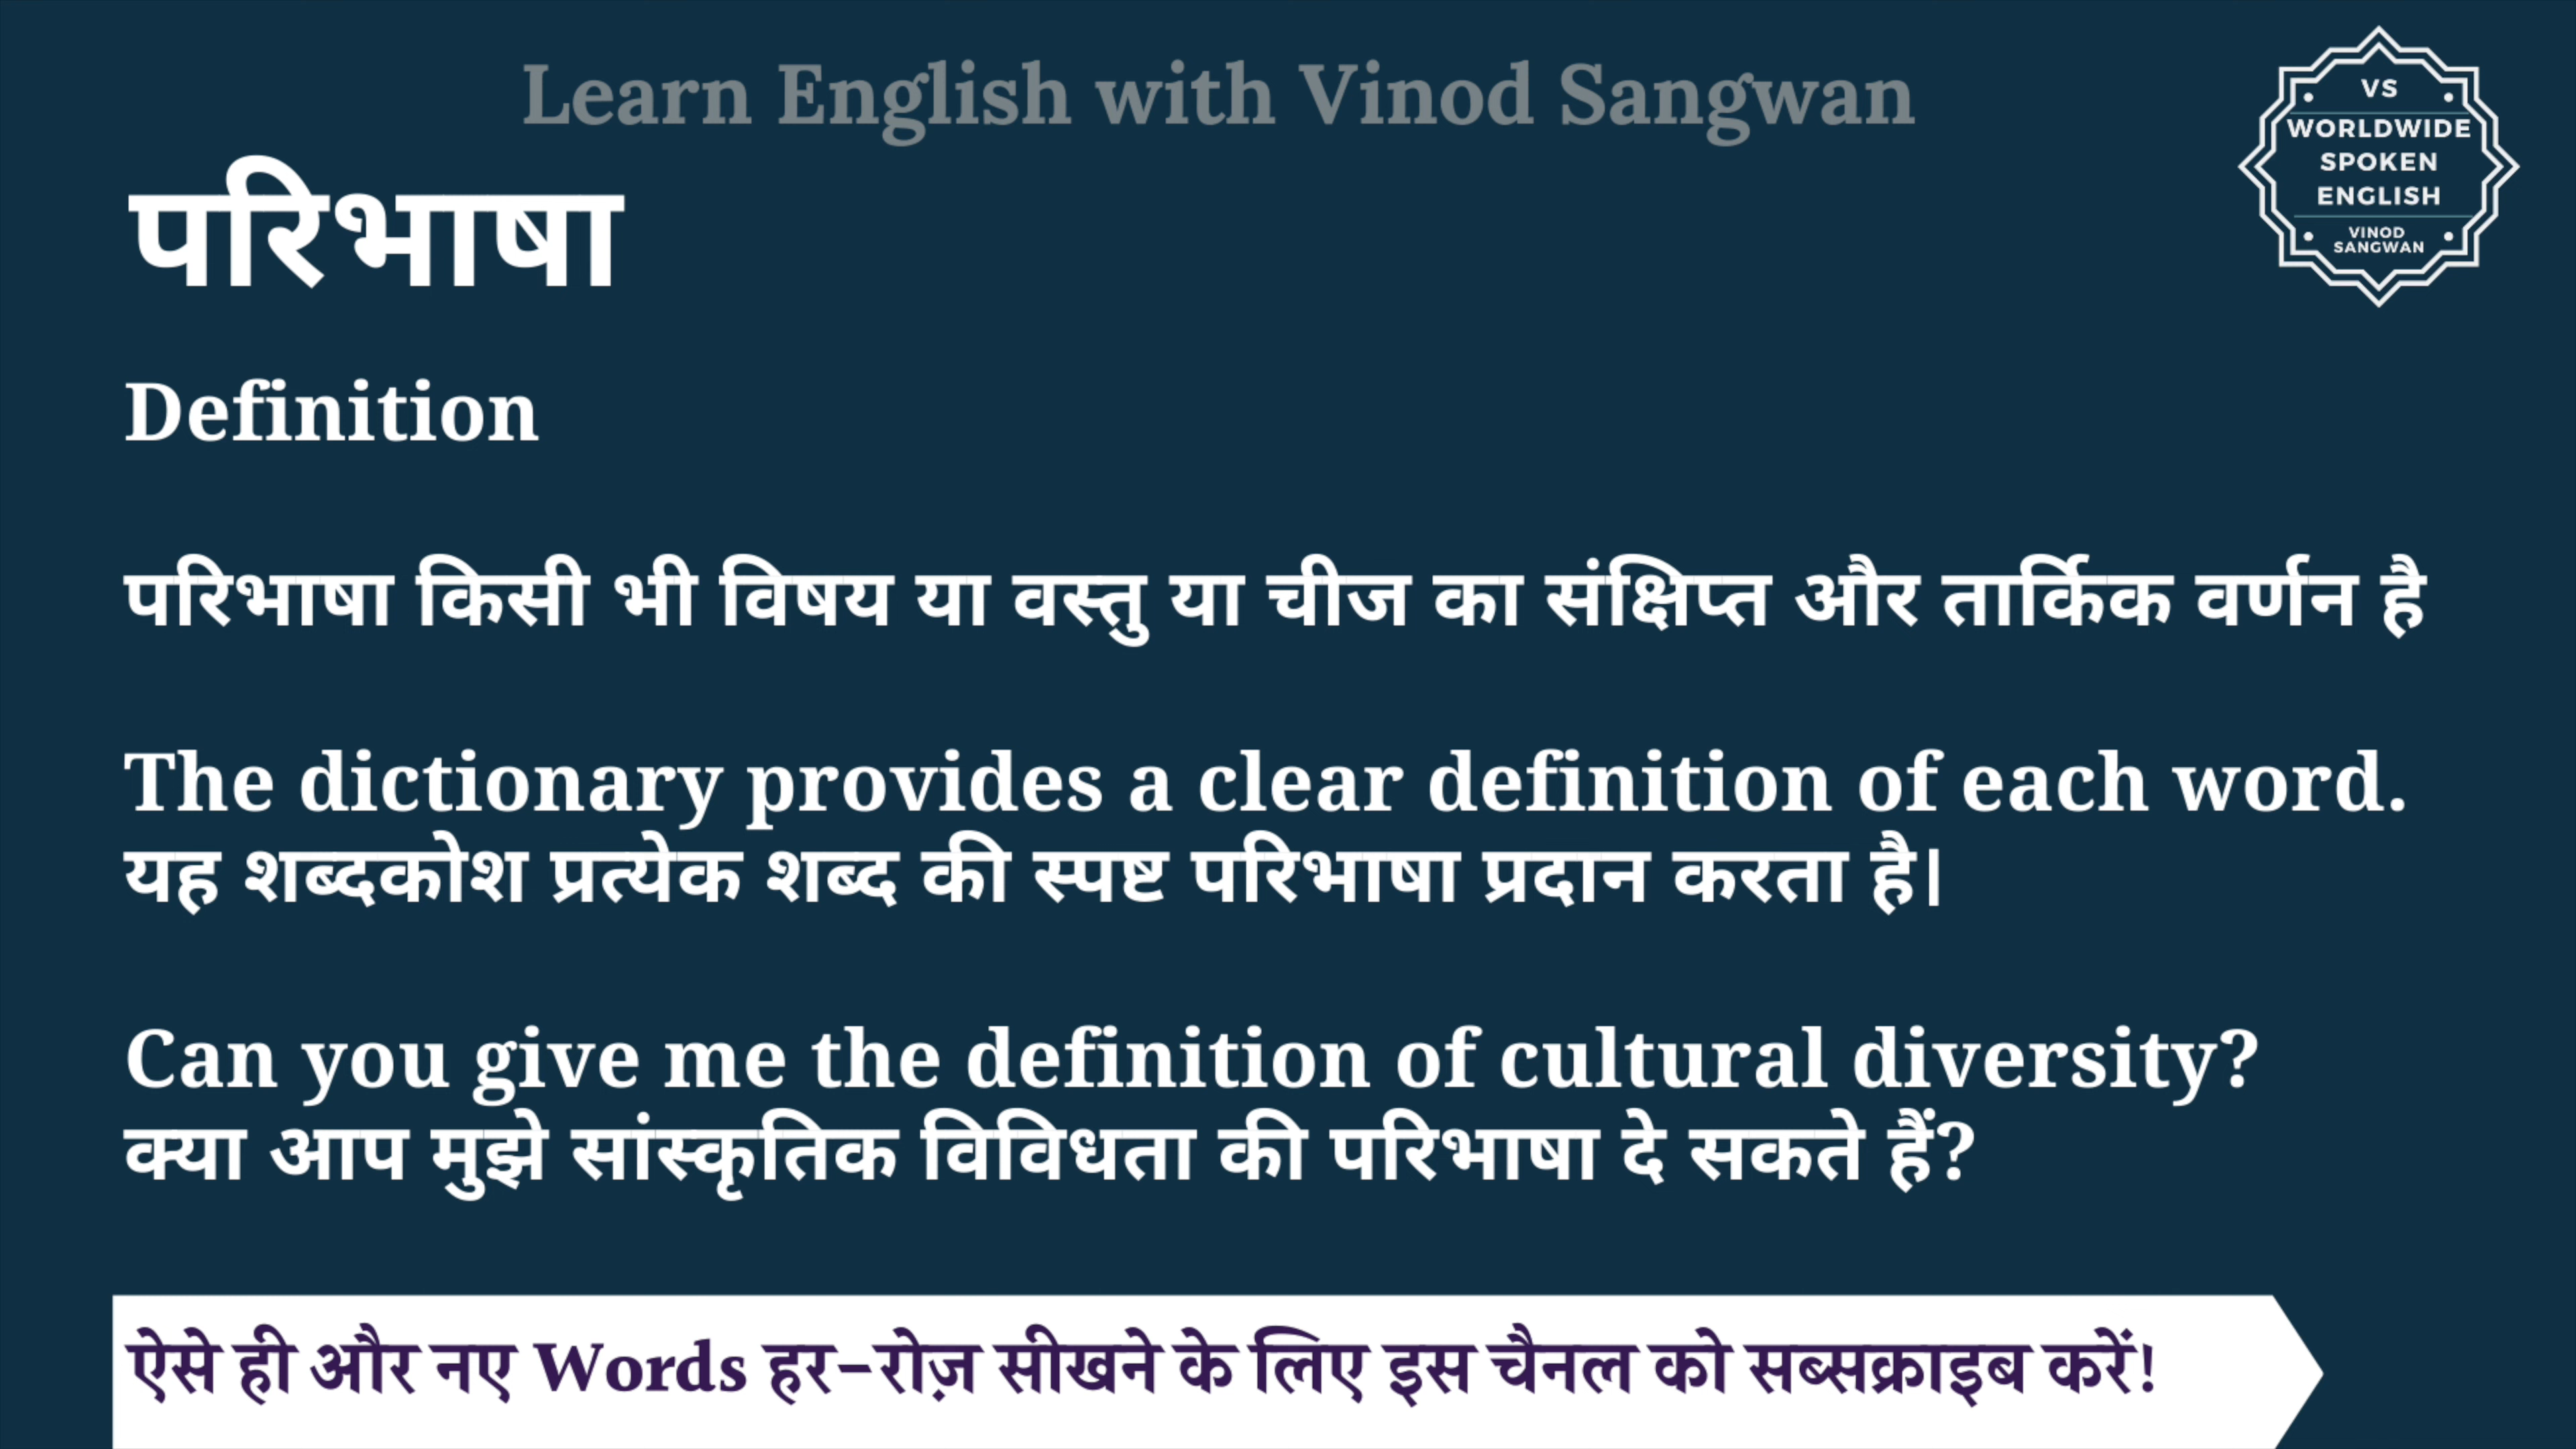 Learn English with Vinod Sangwan
VS
WORLDWIDE
SPOKEN
ENGLISH
VINOD
SANGWAN
परिभाषा
Definition
परिभाषा किसी भी विषय या वस्तु या चीज का संक्षिप्त और तार्किक वर्णन है
The dictionary provides a clear definition of each word.
यह शब्दकोश प्रत्येक शब्द की स्पष्ट परिभाषा प्रदान करता है।
Can you give me the definition of cultural diversity?
क्या आप मुझे सांस्कृतिक विविधता की परिभाषा दे सकते हैं?
ऐसे ही और नए Words हर-रोज़ सीखने के लिए इस चैनल को सब्सक्राइब करें!